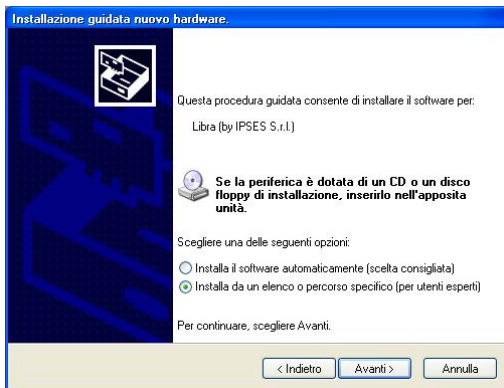 Installazione guidata nuovo hardware.
Questa procedura guidata consente di installare il software per:
Libra (by IPSES S.r.l.)
Se la periferica è dotata di un CD o un disco
floppy di installazione, inserirlo nell'apposita
unità.
Scegliere una delle seguenti opzioni:
Installa il software automaticamente (scelta consigliata)
Installa da un elenco o percorso specifico (per utenti esperti)
Per continuare, scegliere Avanti.
< Indietro Avanti > Annulla